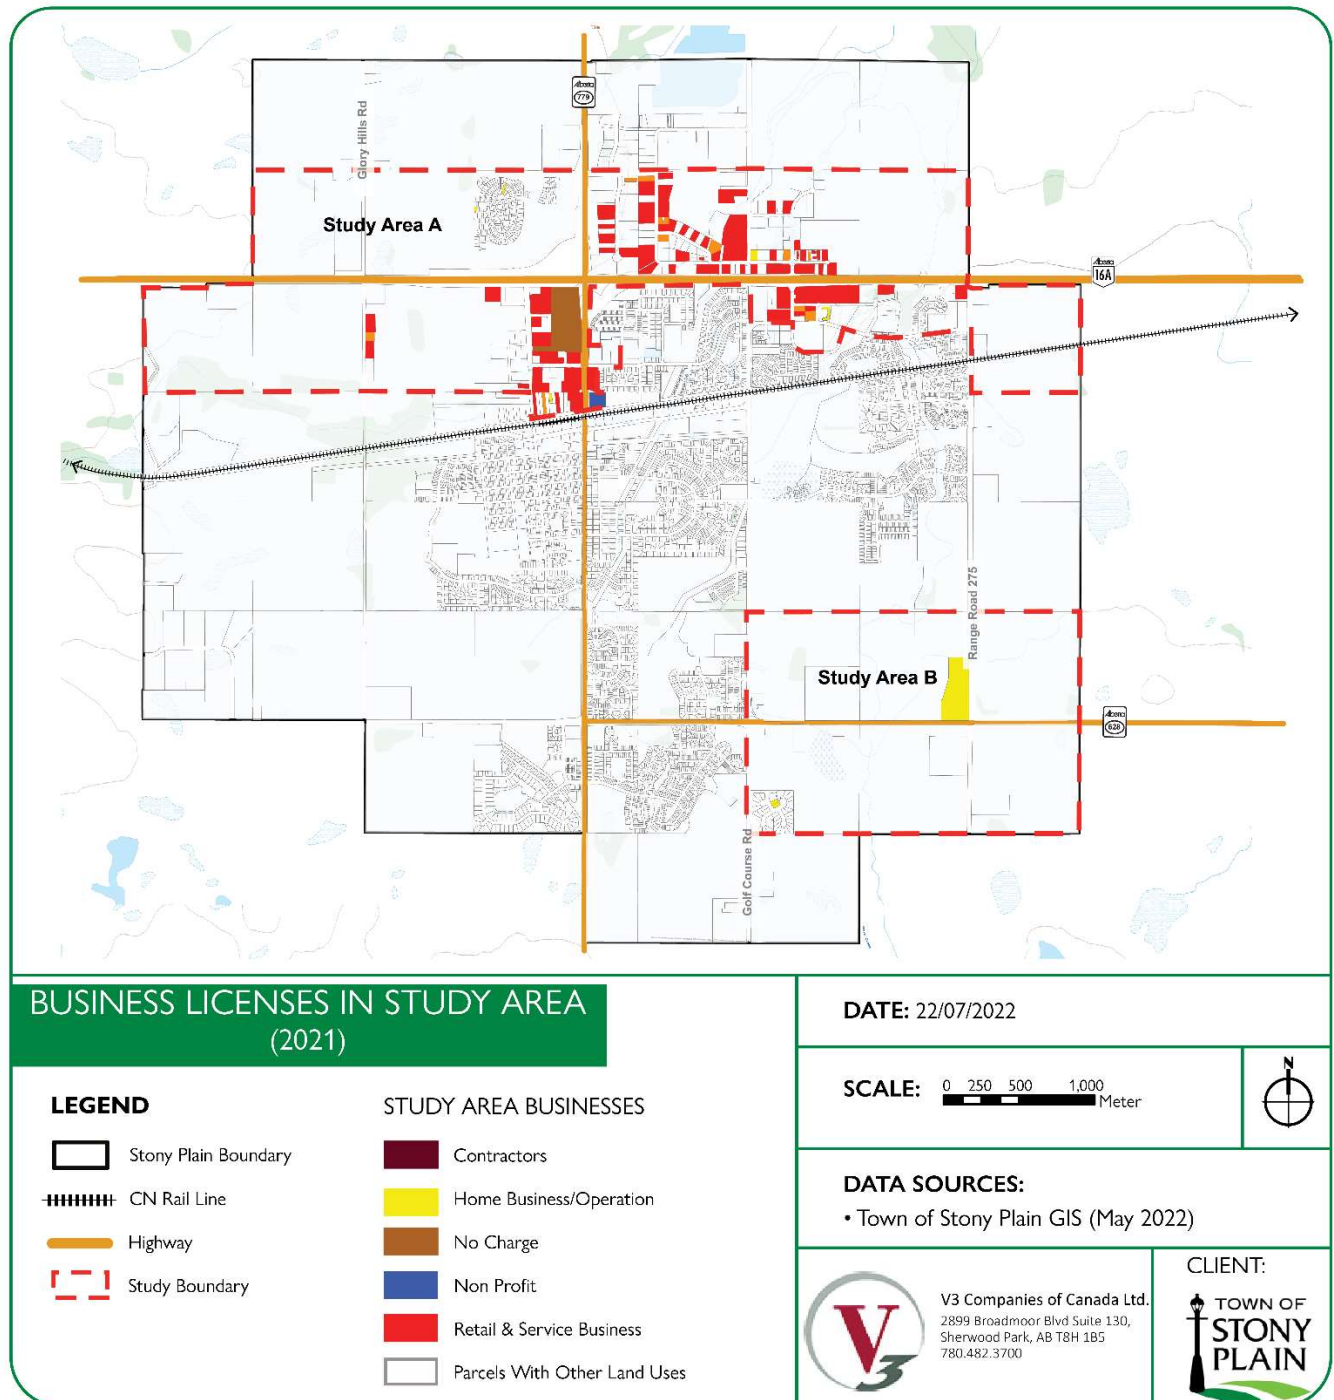 Alberta
779
Glory Hills Rd
Study Area A
Alberta
16A
Range Road 275
Study Area B
Alberta
628
Golf Course Rd
BUSINESS LICENSES IN STUDY AREA
(2021)
LEGEND
Stony Plain Boundary
CN Rail Line
Highway
Study Boundary
STUDY AREA BUSINESSES
Contractors
Home Business/Operation
No Charge
Non Profit
Retail & Service Business
Parcels With Other Land Uses
DATE: 22/07/2022
SCALE: 0 250 500 1,000
Meter
N
DATA SOURCES:
• Town of Stony Plain GIS (May 2022)
V3
V3 Companies of Canada Ltd.
2899 Broadmoor Blvd Suite 130,
Sherwood Park, AB T8H 1B5
780.482.3700
CLIENT:
TOWN OF
STONY
PLAIN